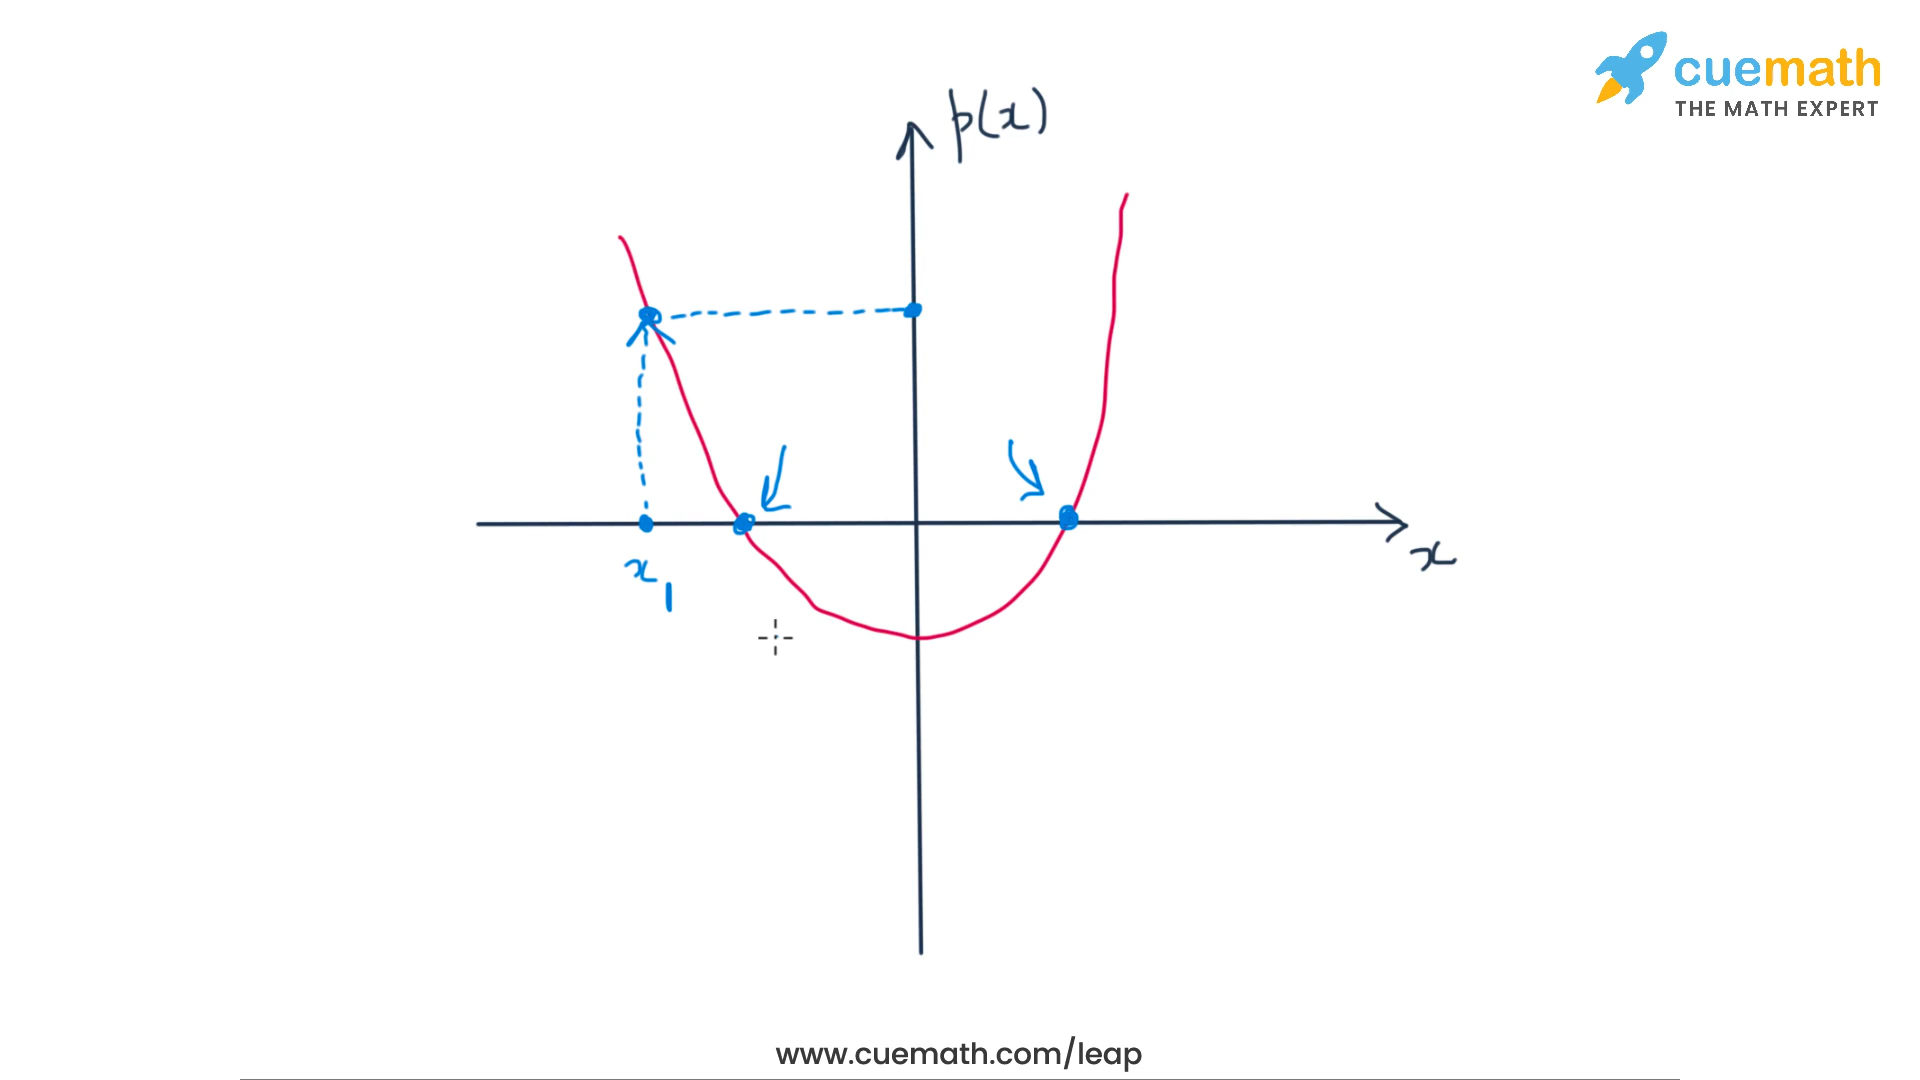 cuemath
THE MATH EXPERT
p(x)
x
x₁
www.cuemath.com/leap